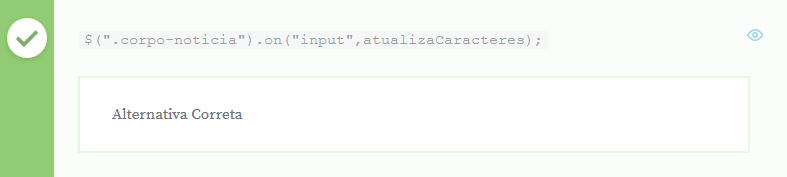 $(".corpo-noticia").on("input",atualizaCaracteres);
Alternativa Correta